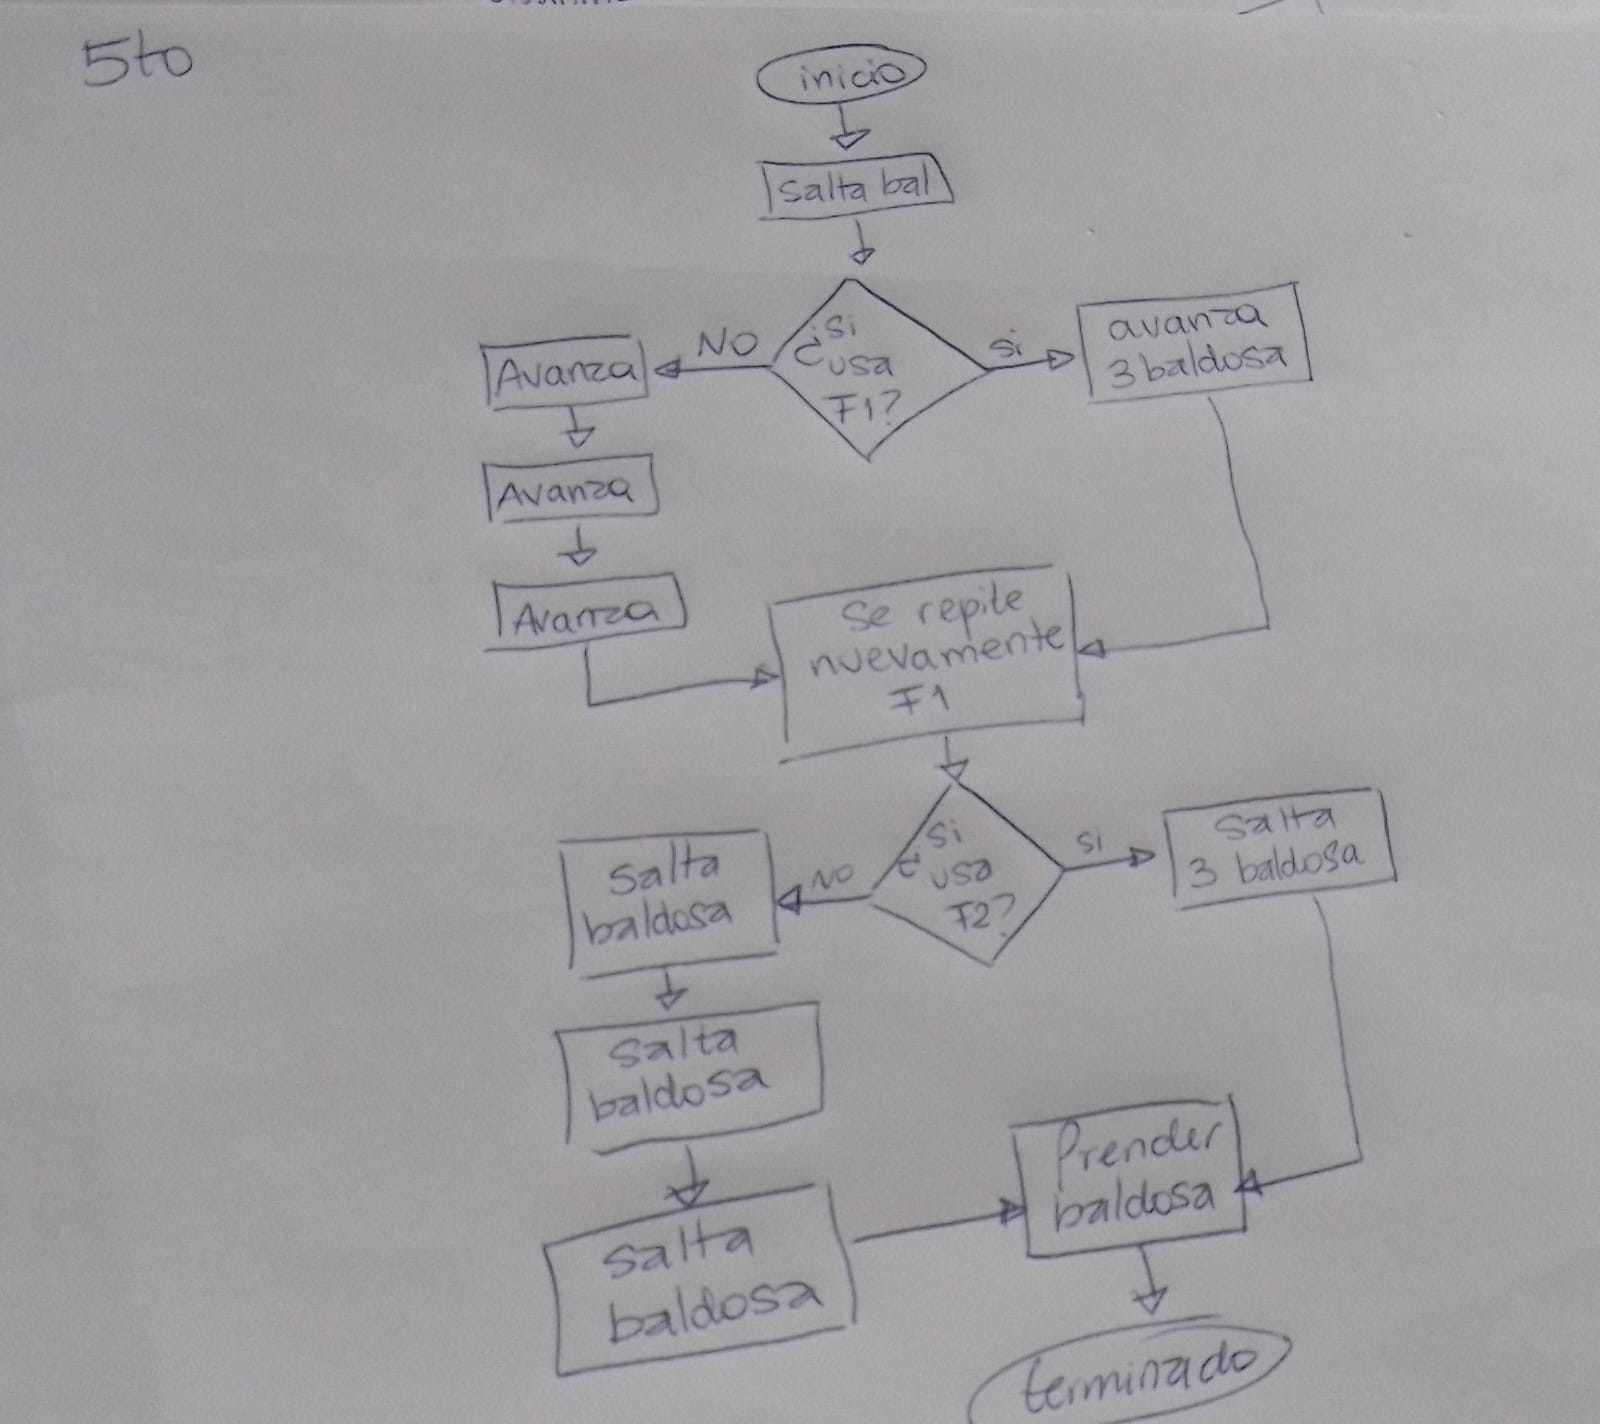 5to
inicio
salta bal
¿Si
usa
F1?
NO
Si
avanza
3 baldosa
Avanza
Avanza
Avanza
Se repite
nuevamente
F1
¿Si
usa
F2?
NO
Si
salta
3 baldosa
salta
baldosa
salta
baldosa
salta
baldosa
Prender
baldosa
terminado